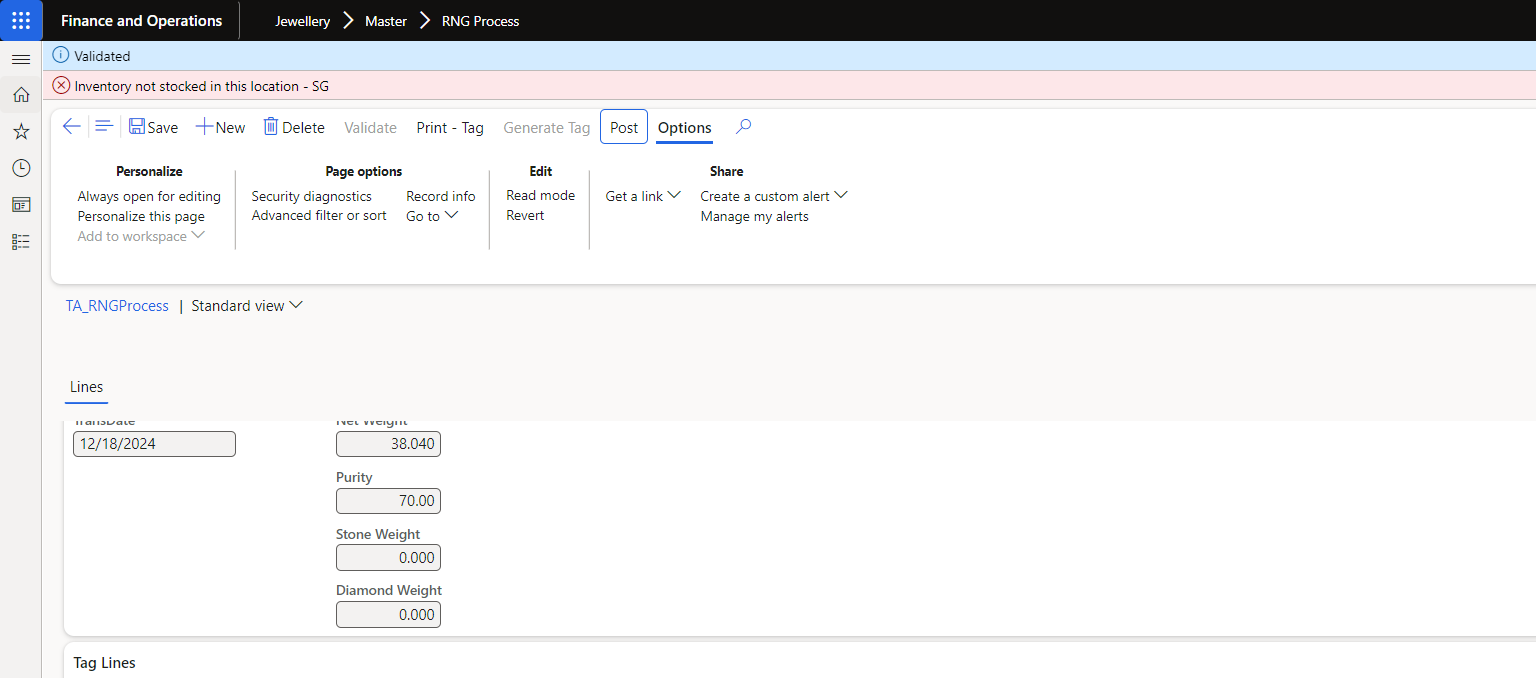 Finance and Operations
Jewellery
Master
RNG Process
Validated
Inventory not stocked in this location - SG
Save
New
Delete
Validate
Print - Tag
Generate Tag
Post
Options
Personalize
Always open for editing
Personalize this page
Add to workspace
Page options
Security diagnostics
Advanced filter or sort
Record info
Go to
Edit
Read mode
Revert
Share
Get a link
Create a custom alert
Manage my alerts
TA_RNGProcess | Standard view
Lines
TransDate
12/18/2024
Net Weight
38.040
Purity
70.00
Stone Weight
0.000
Diamond Weight
0.000
Tag Lines